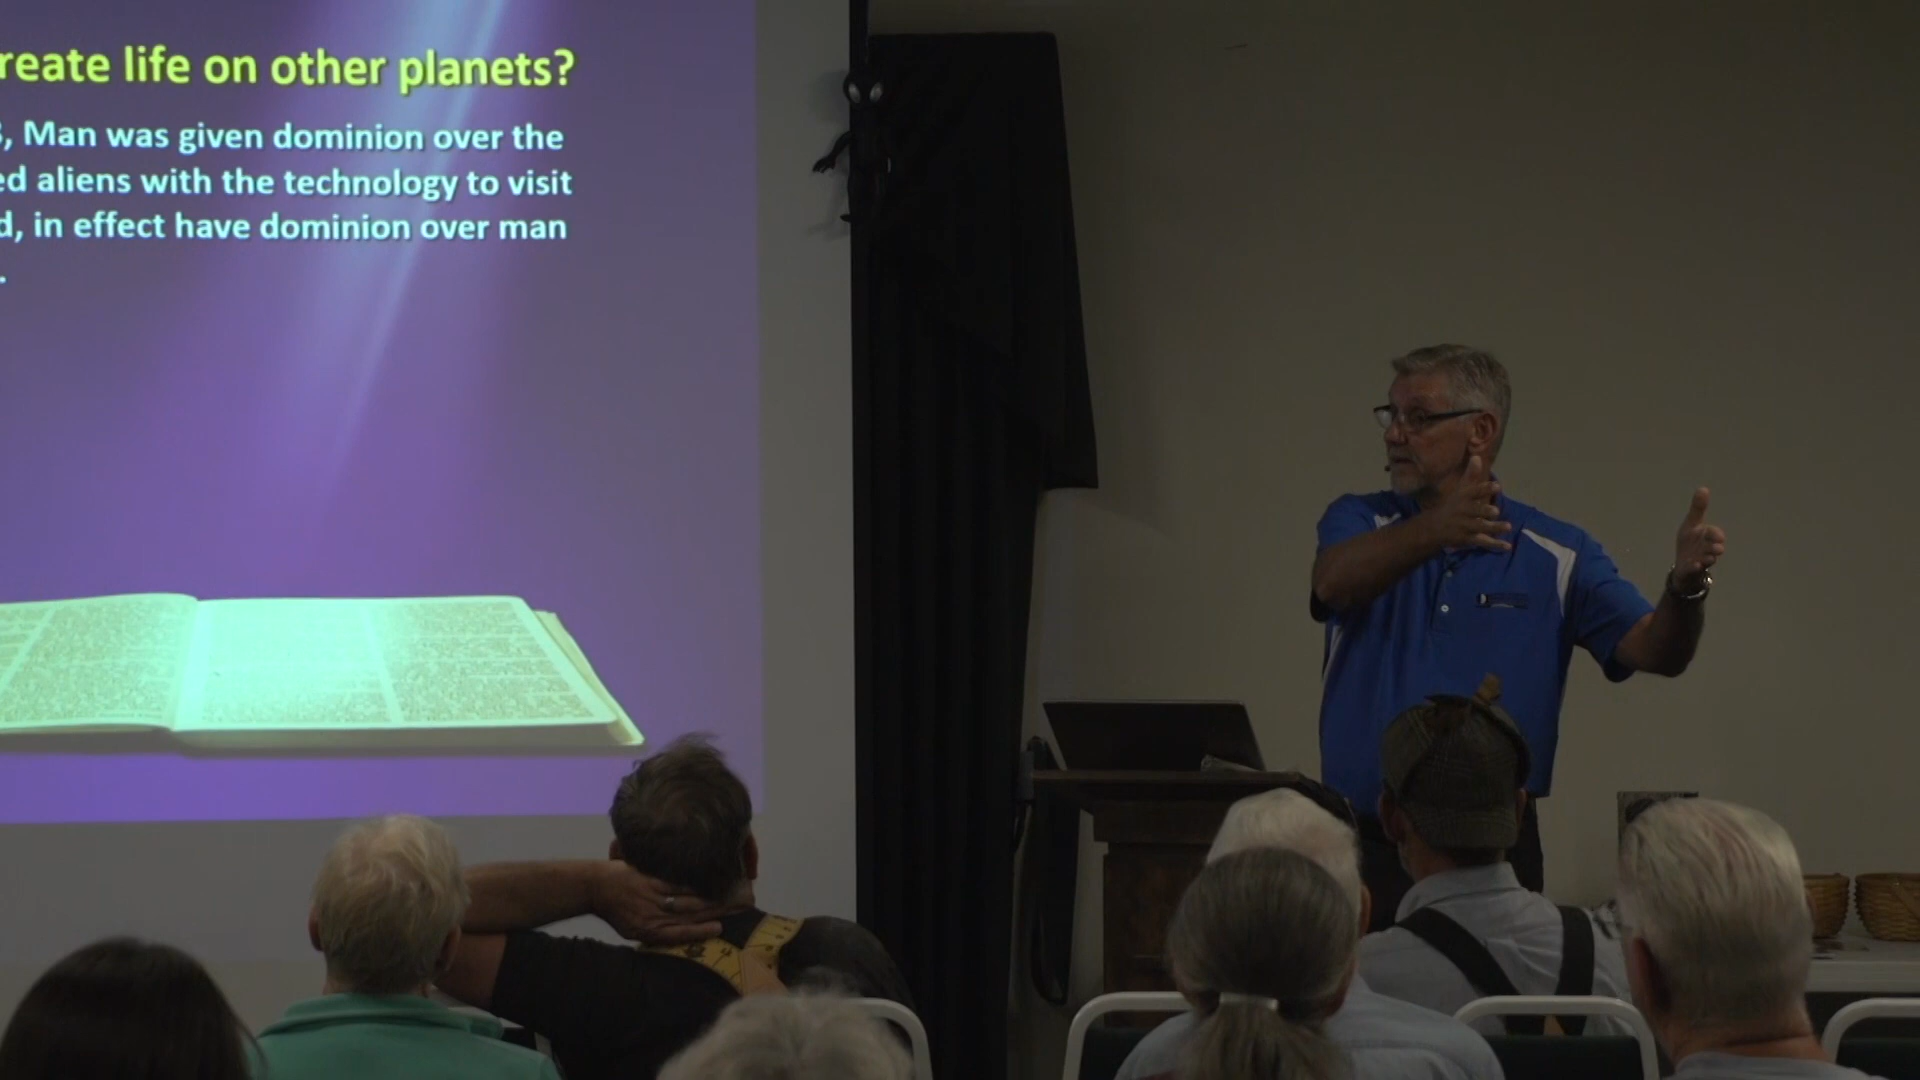 reate life on other planets?
, Man was given dominion over the
ed aliens with the technology to visit
d, in effect have dominion over man
.